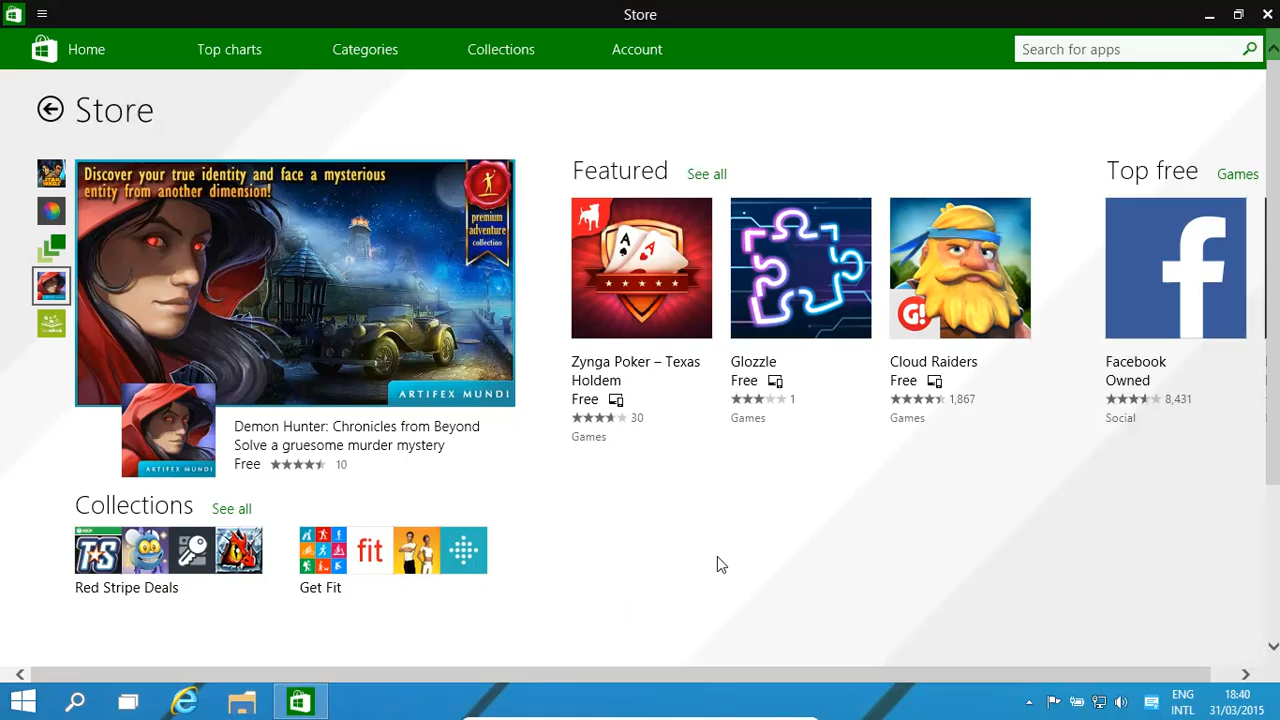 Store
Home
Top charts
Categories
Collections
Account
Search for apps
Store
Discover your true identity and face a mysterious
entity from another dimension!
premium
adventure
collection
ARTIFEX MUNDI
ARTIFEX MUNDI
Demon Hunter: Chronicles from Beyond
Solve a gruesome murder mystery
Free
10
Collections
See all
TS
fit
Red Stripe Deals
Get Fit
Featured
See all
A
A
Zynga Poker – Texas
Holdem
Free
30
Games
Glozzle
Free
1
Games
G!
Cloud Raiders
Free
1,867
Games
Top free
Games
f
Facebook
Owned
8,431
Social
ENG
INTL
18:40
31/03/2015